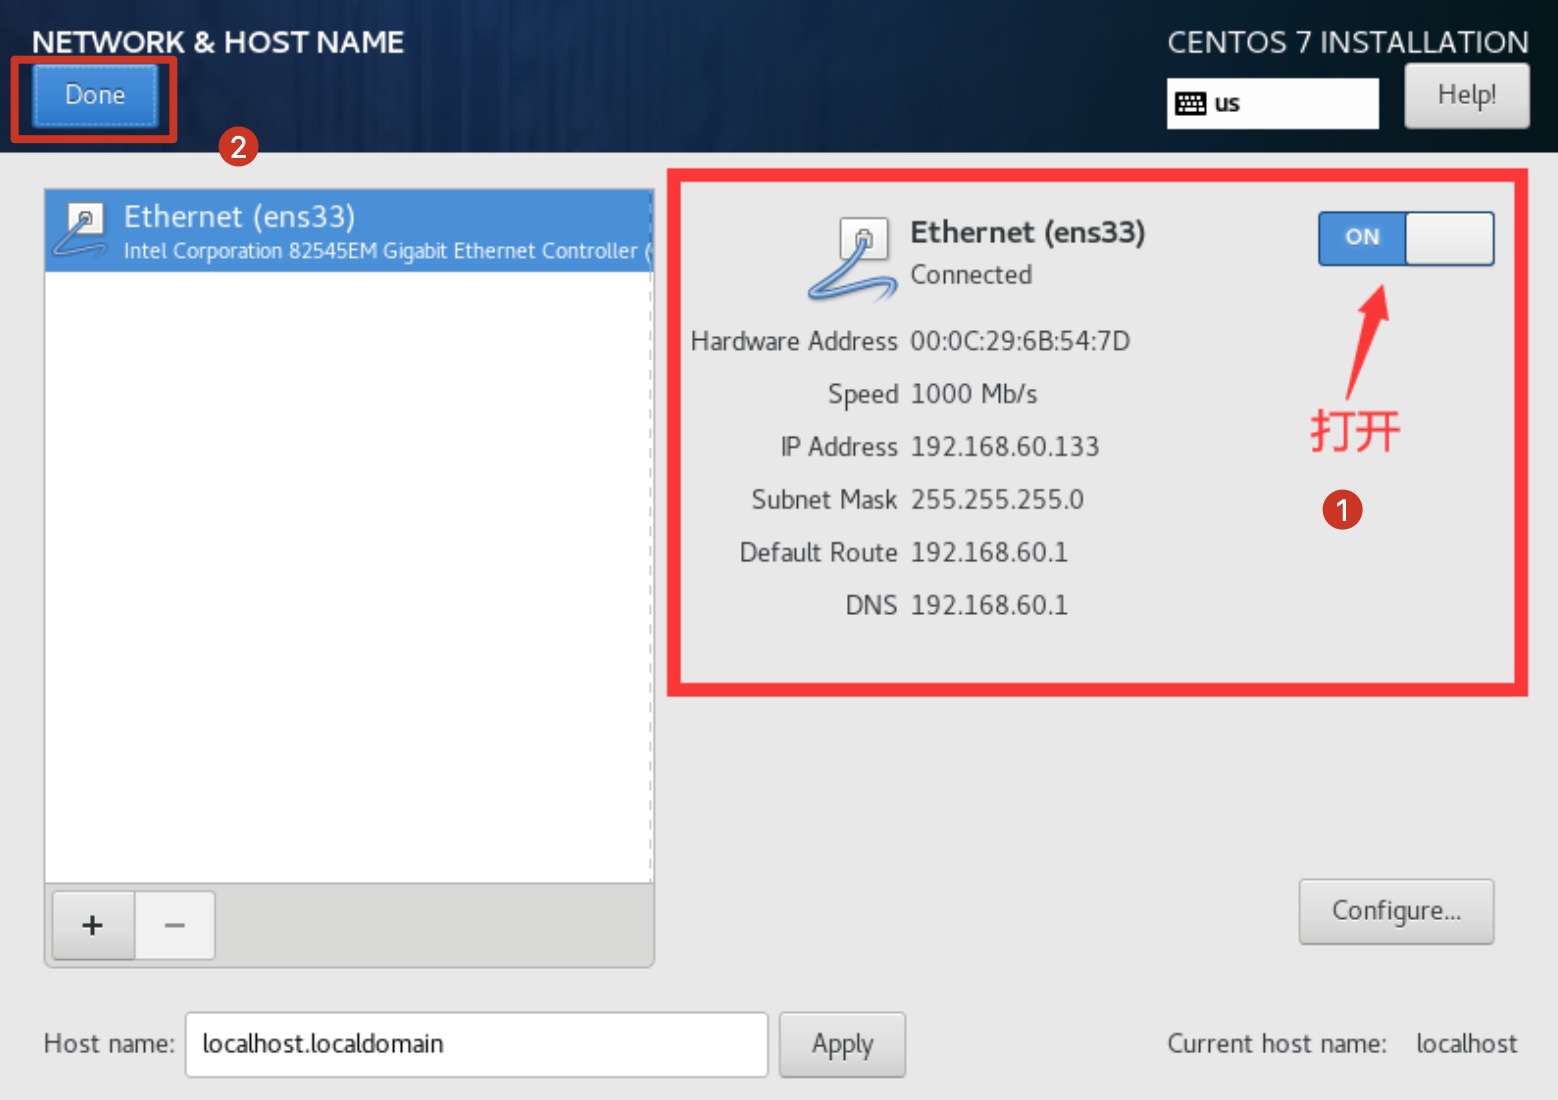 NETWORK & HOST NAME
CENTOS 7 INSTALLATION
Done
us
Help!
2
Ethernet (ens33)
Intel Corporation 82545EM Gigabit Ethernet Controller (
Ethernet (ens33)
Connected
ON
Hardware Address 00:0C:29:6B:54:7D
Speed 1000 Mb/s
IP Address 192.168.60.133
Subnet Mask 255.255.255.0
Default Route 192.168.60.1
DNS 192.168.60.1
打开
1
+ −
Configure...
Host name: localhost.localdomain Apply
Current host name: localhost